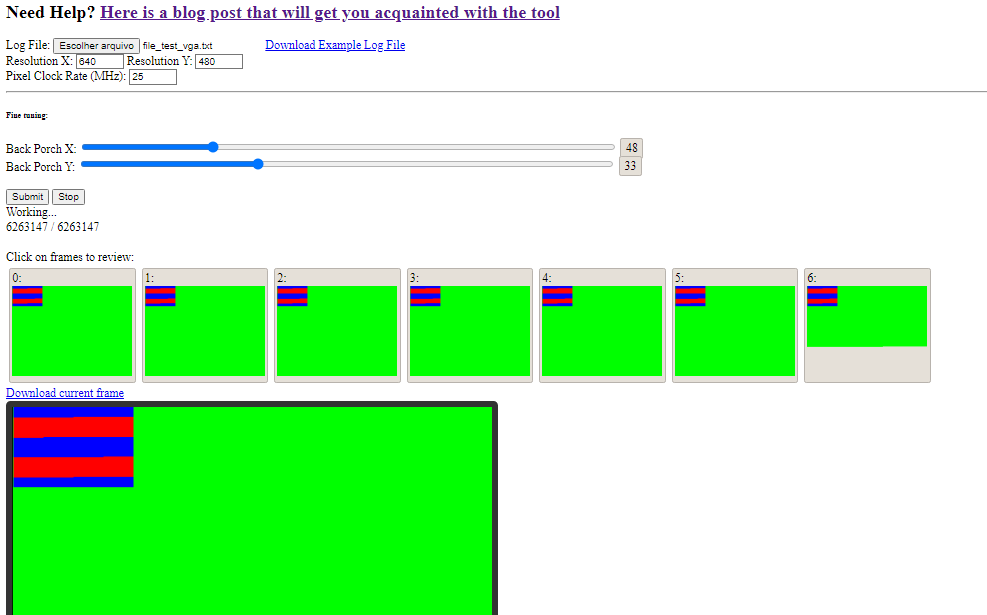 Need Help? Here is a blog post that will get you acquainted with the tool
Log File: Escolher arquivo file_test_vga.txt Download Example Log File
Resolution X: 640 Resolution Y: 480
Pixel Clock Rate (MHz): 25
Fine tuning:
Back Porch X: 48
Back Porch Y: 33
Submit Stop
Working...
6263147 / 6263147
Click on frames to review:
0: 1: 2: 3: 4: 5: 6:
Download current frame